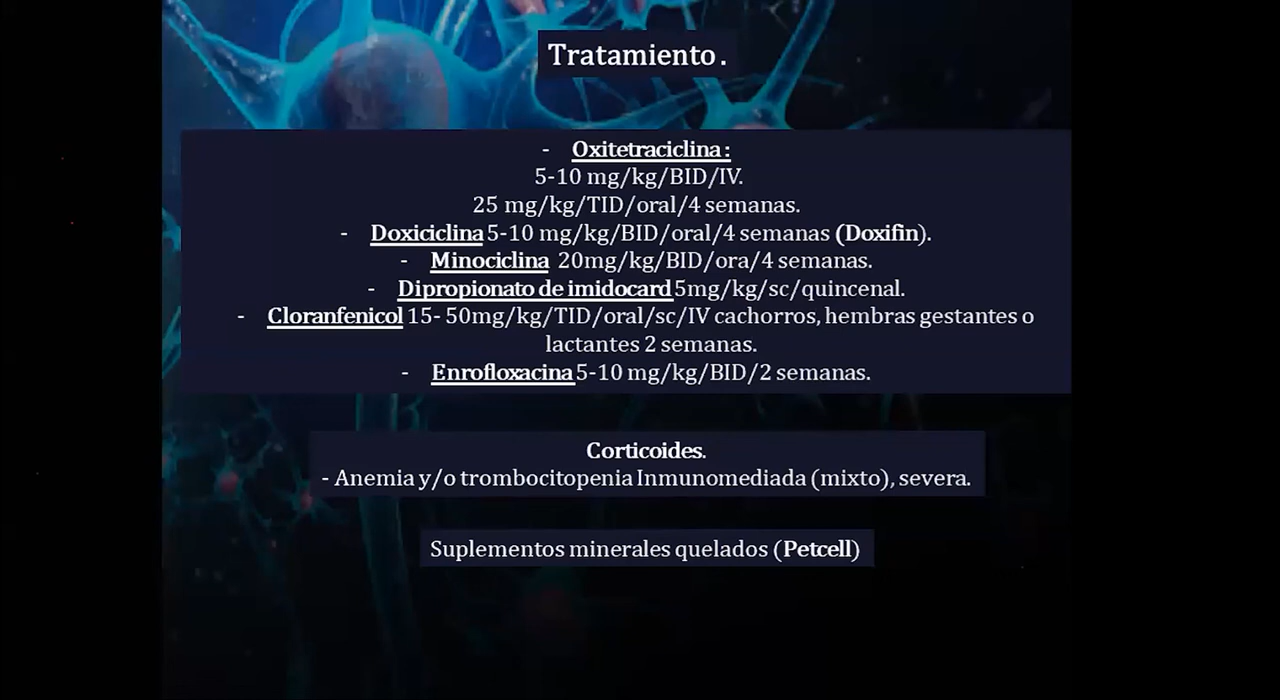 Tratamiento.
- Oxitetraciclina:
5-10 mg/kg/BID/IV.
25 mg/kg/TID/oral/4 semanas.
- Doxiciclina 5-10 mg/kg/BID/oral/4 semanas (Doxifin).
- Minociclina 20mg/kg/BID/ora/4 semanas.
- Dipropionato de imidocard 5mg/kg/sc/quincenal.
- Cloranfenicol 15- 50mg/kg/TID/oral/sc/IV cachorros, hembras gestantes o
lactantes 2 semanas.
- Enrofloxacina 5-10 mg/kg/BID/2 semanas.
Corticoides.
- Anemia y/o trombocitopenia Inmunomediada (mixto), severa.
Suplementos minerales quelados (Petcell)